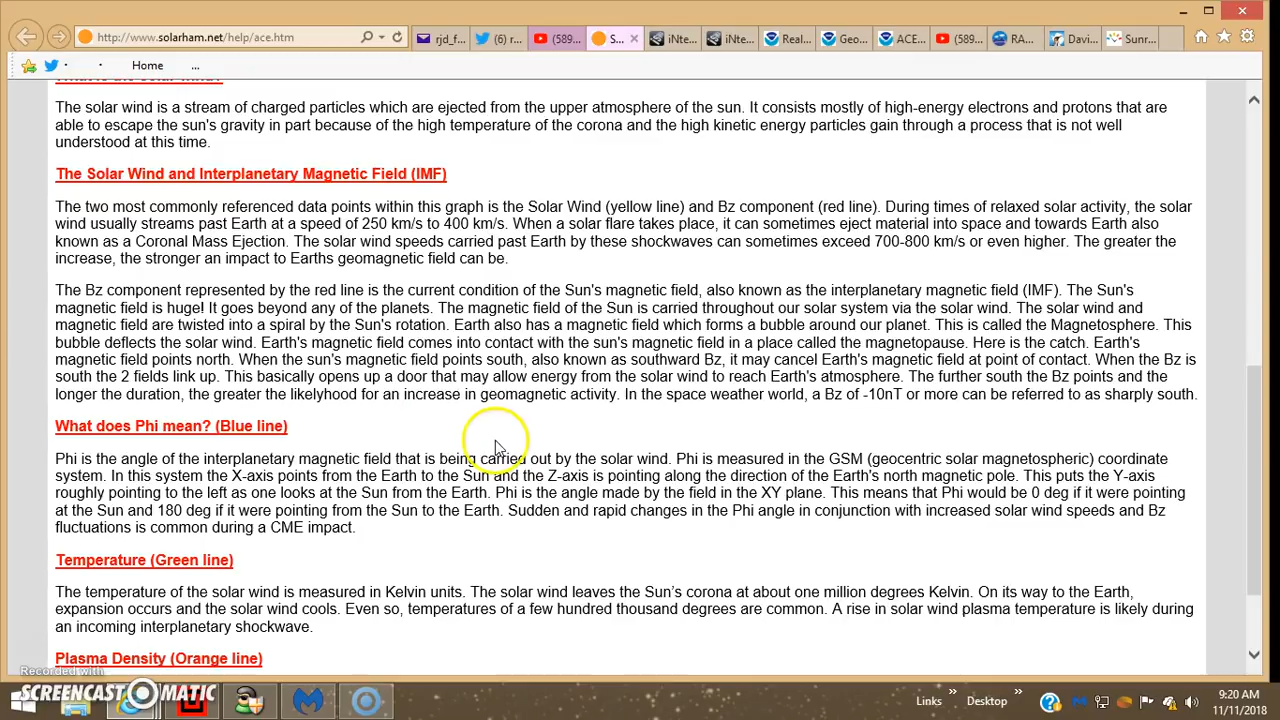 http://www.solarham.net/help/ace.htm
rjd_f...
(6) r...
(589...
S...
iNte...
iNte...
Real...
Geo...
ACE...
(589...
RA...
Davi...
Sunr...
Home
...
What is the solar wind?
The solar wind is a stream of charged particles which are ejected from the upper atmosphere of the sun. It consists mostly of high-energy electrons and protons that are
able to escape the sun's gravity in part because of the high temperature of the corona and the high kinetic energy particles gain through a process that is not well
understood at this time.
The Solar Wind and Interplanetary Magnetic Field (IMF)
The two most commonly referenced data points within this graph is the Solar Wind (yellow line) and Bz component (red line). During times of relaxed solar activity, the solar
wind usually streams past Earth at a speed of 250 km/s to 400 km/s. When a solar flare takes place, it can sometimes eject material into space and towards Earth also
known as a Coronal Mass Ejection. The solar wind speeds carried past Earth by these shockwaves can sometimes exceed 700-800 km/s or even higher. The greater the
increase, the stronger an impact to Earths geomagnetic field can be.
The Bz component represented by the red line is the current condition of the Sun's magnetic field, also known as the interplanetary magnetic field (IMF). The Sun's
magnetic field is huge! It goes beyond any of the planets. The magnetic field of the Sun is carried throughout our solar system via the solar wind. The solar wind and
magnetic field are twisted into a spiral by the Sun's rotation. Earth also has a magnetic field which forms a bubble around our planet. This is called the Magnetosphere. This
bubble deflects the solar wind. Earth's magnetic field comes into contact with the sun's magnetic field in a place called the magnetopause. Here is the catch. Earth's
magnetic field points north. When the sun's magnetic field points south, also known as southward Bz, it may cancel Earth's magnetic field at point of contact. When the Bz is
south the 2 fields link up. This basically opens up a door that may allow energy from the solar wind to reach Earth's atmosphere. The further south the Bz points and the
longer the duration, the greater the likelyhood for an increase in geomagnetic activity. In the space weather world, a Bz of -10nT or more can be referred to as sharply south.
What does Phi mean? (Blue line)
Phi is the angle of the interplanetary magnetic field that is being carried out by the solar wind. Phi is measured in the GSM (geocentric solar magnetospheric) coordinate
system. In this system the X-axis points from the Earth to the Sun and the Z-axis is pointing along the direction of the Earth's north magnetic pole. This puts the Y-axis
roughly pointing to the left as one looks at the Sun from the Earth. Phi is the angle made by the field in the XY plane. This means that Phi would be 0 deg if it were pointing
at the Sun and 180 deg if it were pointing from the Sun to the Earth. Sudden and rapid changes in the Phi angle in conjunction with increased solar wind speeds and Bz
fluctuations is common during a CME impact.
Temperature (Green line)
The temperature of the solar wind is measured in Kelvin units. The solar wind leaves the Sun's corona at about one million degrees Kelvin. On its way to the Earth,
expansion occurs and the solar wind cools. Even so, temperatures of a few hundred thousand degrees are common. A rise in solar wind plasma temperature is likely during
an incoming interplanetary shockwave.
Plasma Density (Orange line)
Recorded with
SCREENCAST O MATIC
Links
Desktop
9:20 AM
11/11/2018